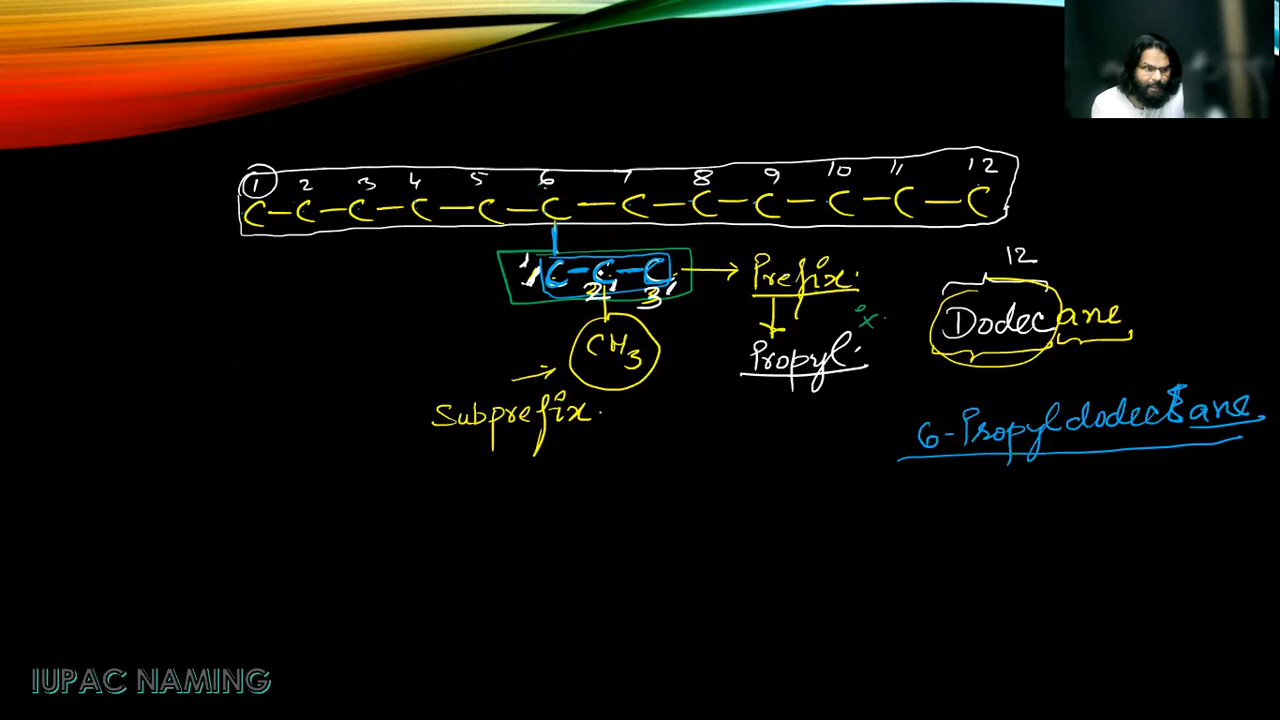 1 2 3 4 5 6 7 8 9 10 11 12
C - C - C - C - C - C - C - C - C - C - C - C
1' C - C - C → Prefix.
2' 3'
CH3
Subprefix.
Propyl.
12
Dodecane
6-Propyldodecane.
IUPAC NAMING